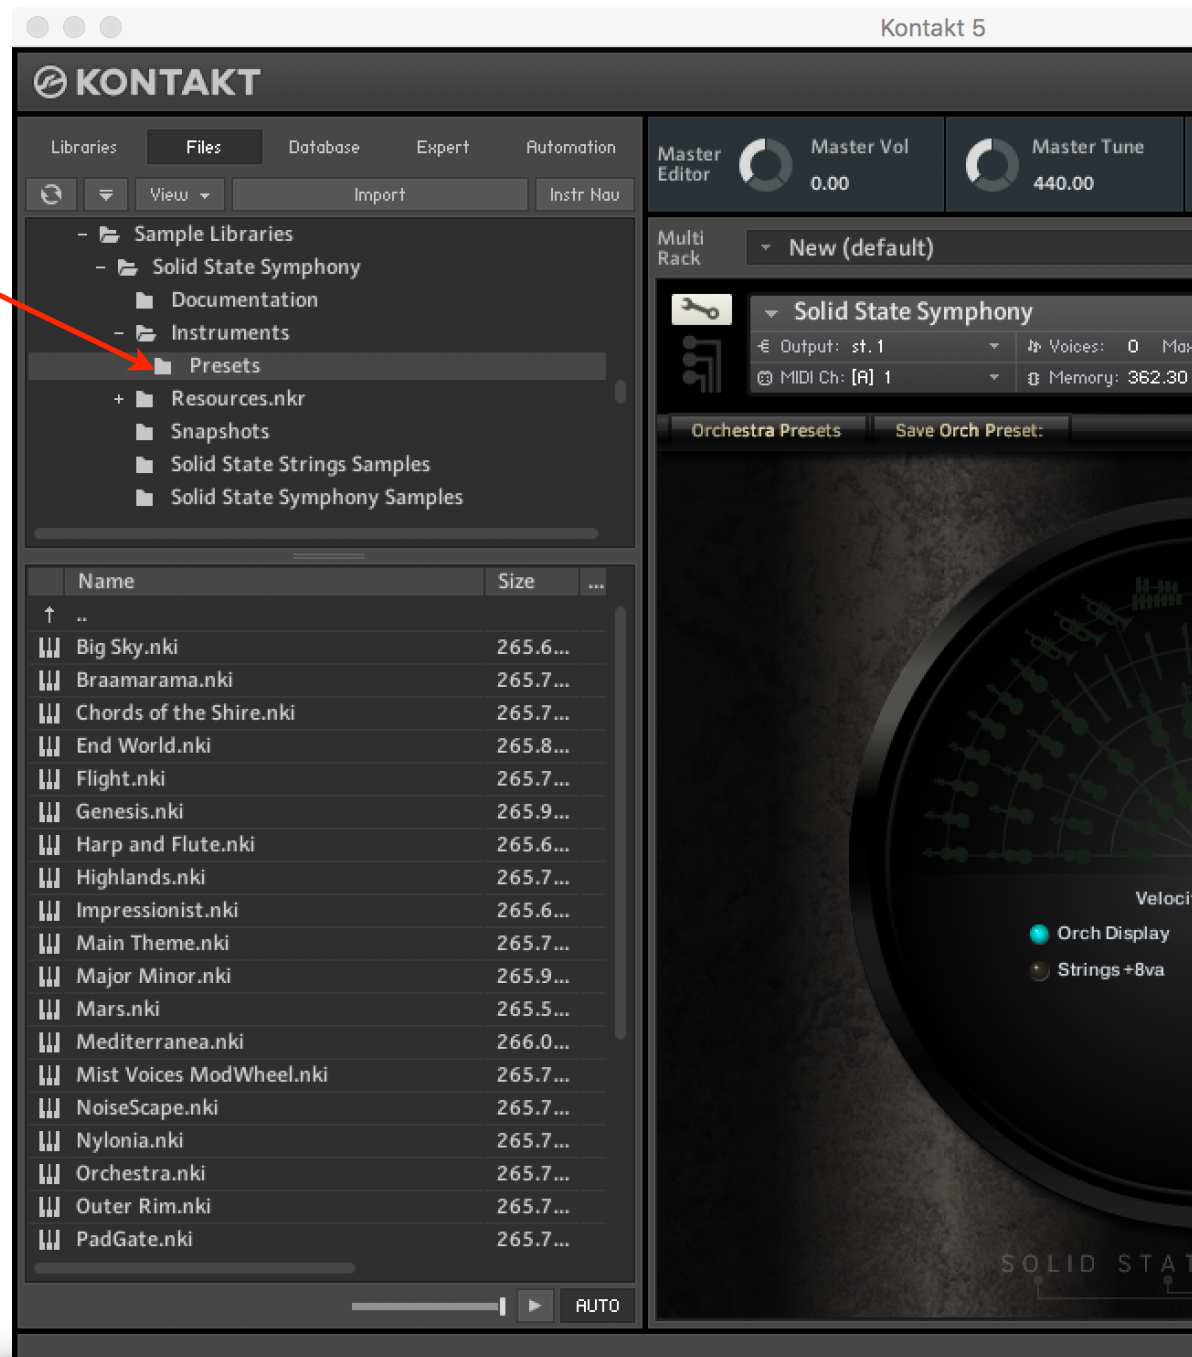 Kontakt 5
KONTAKT
Libraries Files Database Expert Automation
View Import Instr Nav
Sample Libraries
Solid State Symphony
Documentation
Instruments
Presets
Resources.nkr
Snapshots
Solid State Strings Samples
Solid State Symphony Samples
Name Size ...
..
Big Sky.nki 265.6...
Braamarama.nki 265.7...
Chords of the Shire.nki 265.7...
End World.nki 265.8...
Flight.nki 265.7...
Genesis.nki 265.9...
Harp and Flute.nki 265.6...
Highlands.nki 265.7...
Impressionist.nki 265.6...
Main Theme.nki 265.7...
Major Minor.nki 265.9...
Mars.nki 265.5...
Mediterranea.nki 266.0...
Mist Voices ModWheel.nki 265.7...
NoiseScape.nki 265.7...
Nylonia.nki 265.7...
Orchestra.nki 265.7...
Outer Rim.nki 265.7...
PadGate.nki 265.7...
AUTO
Master Editor
Master Vol
0.00
Master Tune
440.00
Multi Rack
New (default)
Solid State Symphony
Output: st.1 Voices: 0 Max
MIDI Ch: [A] 1 Memory: 362.30
Orchestra Presets Save Orch Preset:
Veloci
Orch Display
Strings +8va
SOLID STAT